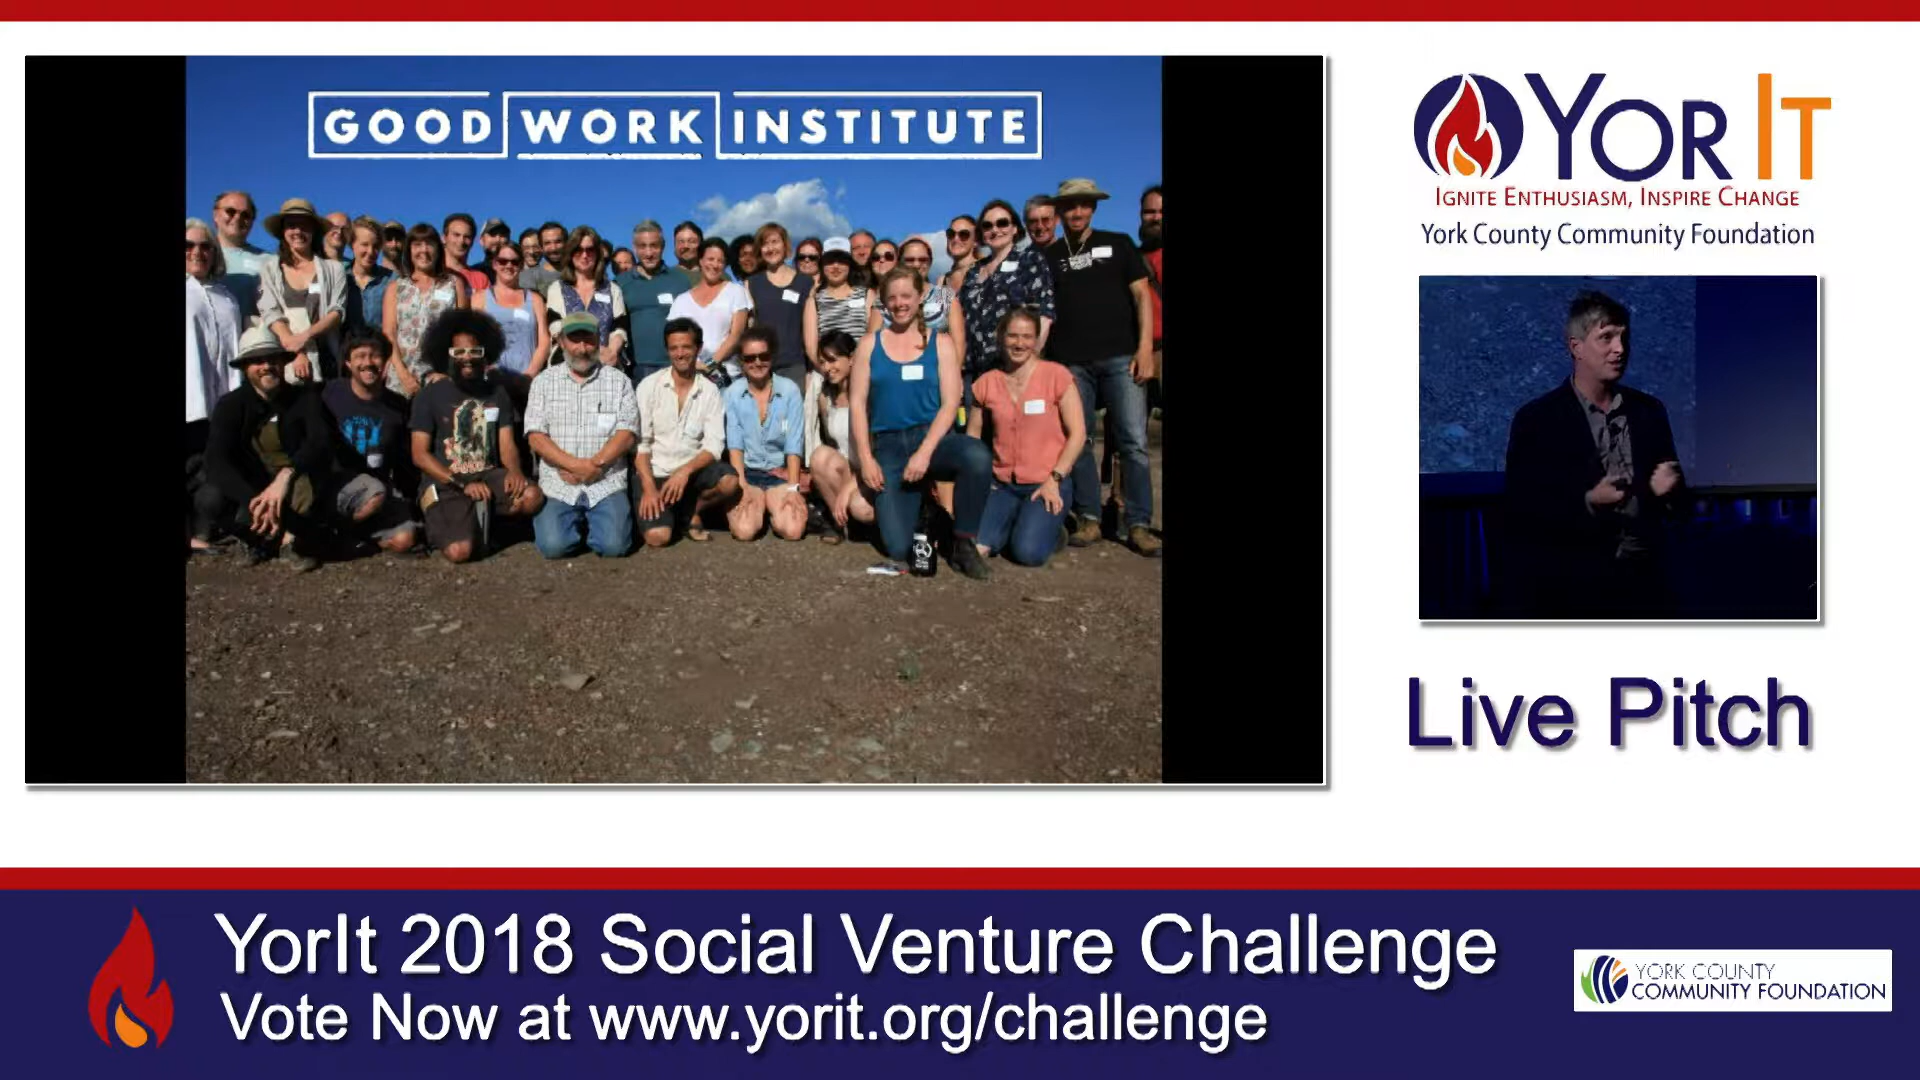 GOOD WORK INSTITUTE
YOR IT
IGNITE ENTHUSIASM, INSPIRE CHANGE
York County Community Foundation
Live Pitch
YorIt 2018 Social Venture Challenge
Vote Now at www.yorit.org/challenge
YORK COUNTY
COMMUNITY FOUNDATION